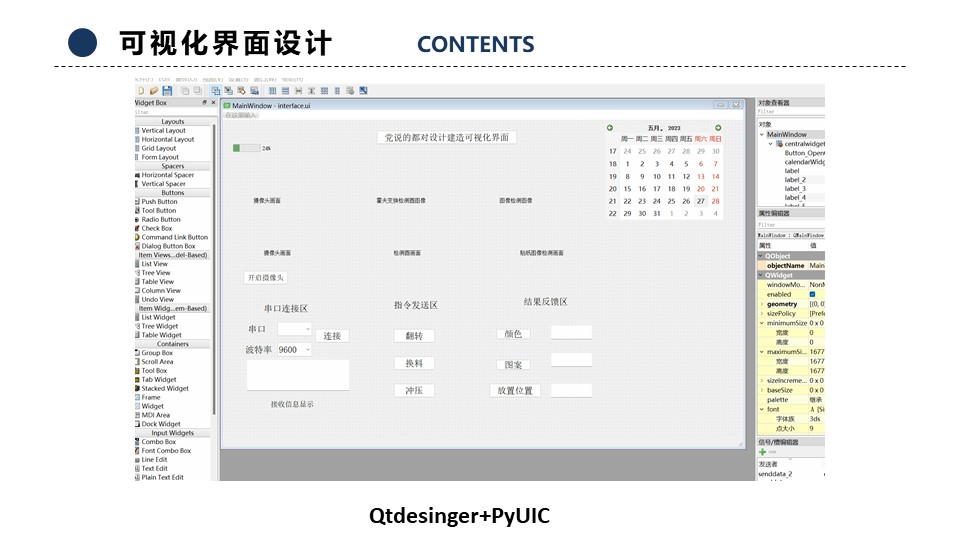 可视化界面设计
CONTENTS
Widget Box
Filter
Layouts
Vertical Layout
Horizontal Layout
Grid Layout
Form Layout
Spacers
Horizontal Spacer
Vertical Spacer
Buttons
Push Button
Tool Button
Radio Button
Check Box
Command Link Button
Dialog Button Box
Item Views...del-Based)
List View
Tree View
Table View
Column View
Undo View
Item Widg...em-Based)
List Widget
Tree Widget
Table Widget
Containers
Group Box
Scroll Area
Tool Box
Tab Widget
Stacked Widget
Frame
Widget
MDI Area
Dock Widget
Input Widgets
Combo Box
Font Combo Box
Line Edit
Text Edit
Plain Text Edit
MainWindow - interface.ui
在这里输入
24%
党说的都对设计建造可视化界面
五月, 2023
周一 周二 周三 周四 周五 周六 周日
17 24 25 26 27 28 29 30
18 1 2 3 4 5 6 7
19 8 9 10 11 12 13 14
20 15 16 17 18 19 20 21
21 22 23 24 25 26 27 28
22 29 30 31 1 2 3 4
摄像头画面
霍夫变换检测圆图像
图像检测图像
摄像头画面
检测圆画面
贴纸图像检测画面
开启摄像头
串口连接区
指令发送区
结果反馈区
串口
连接
翻转
颜色
波特率
9600
换料
图案
冲压
放置位置
接收信息显示
对象查看器
Filter
对象
MainWindow
centralwidget
Button_Open
calendarWidg
label
label_2
label_3
label_4
属性编辑器
Filter
MainWindow : QMainWindow
属性 值
QObject
objectName Main
QWidget
windowMo... NonM
enabled
geometry [(0, 0)
sizePolicy [Prefe
minimumSize 0 x 0
宽度 0
高度 0
maximumSi... 1677
宽度 1677
高度 1677
sizeIncreme... 0 x 0
baseSize 0 x 0
palette 继承
font A [Si
字体族 3ds
点大小 9
信号/槽编辑器
发送者
senddata_2
Qtdesinger+PyUIC